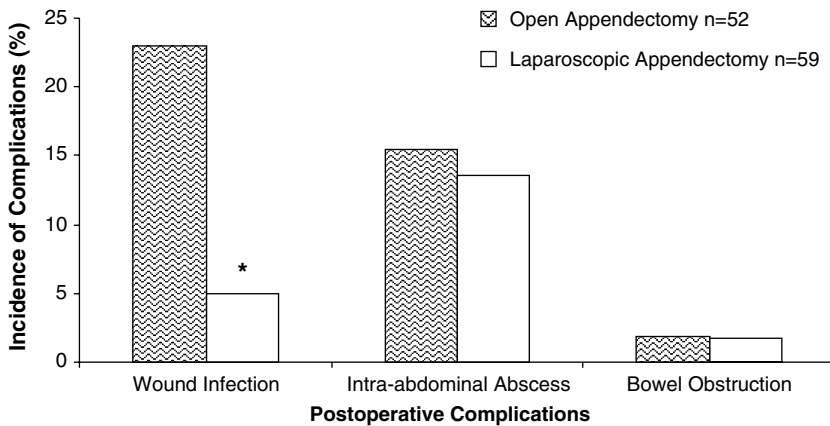 Incidence of Complications (%)
25
20
15
10
5
0
Open Appendectomy n=52
Laparoscopic Appendectomy n=59
*
Wound Infection
Intra-abdominal Abscess
Bowel Obstruction
Postoperative Complications